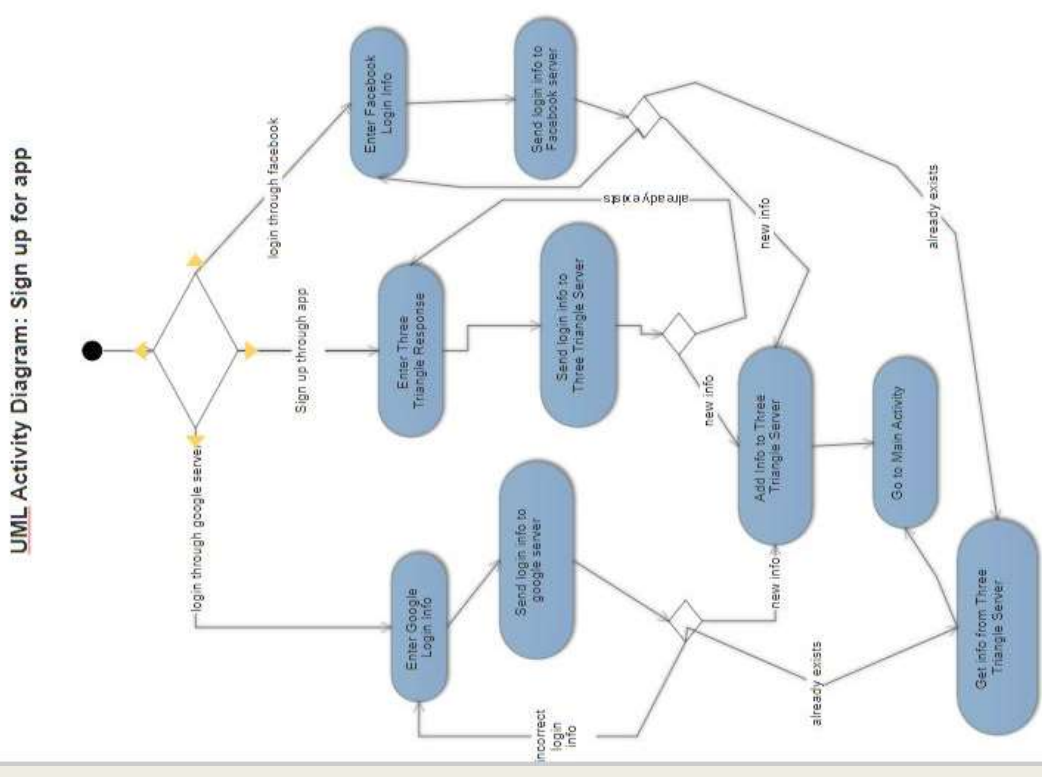 UML Activity Diagram: Sign up for app
login through google server
Sign up through app
login through facebook
Enter Google
Login Info
Enter Three
Triangle Response
Enter Facebook
Login Info
Send login info to
google server
Send login info to
Three Triangle Server
Send login info to
Facebook server
incorrect
login
info
already exists
new info
new info
new info
already exists
already exists
Add Info to Three
Triangle Server
Go to Main Activity
Get info from Three
Triangle Server